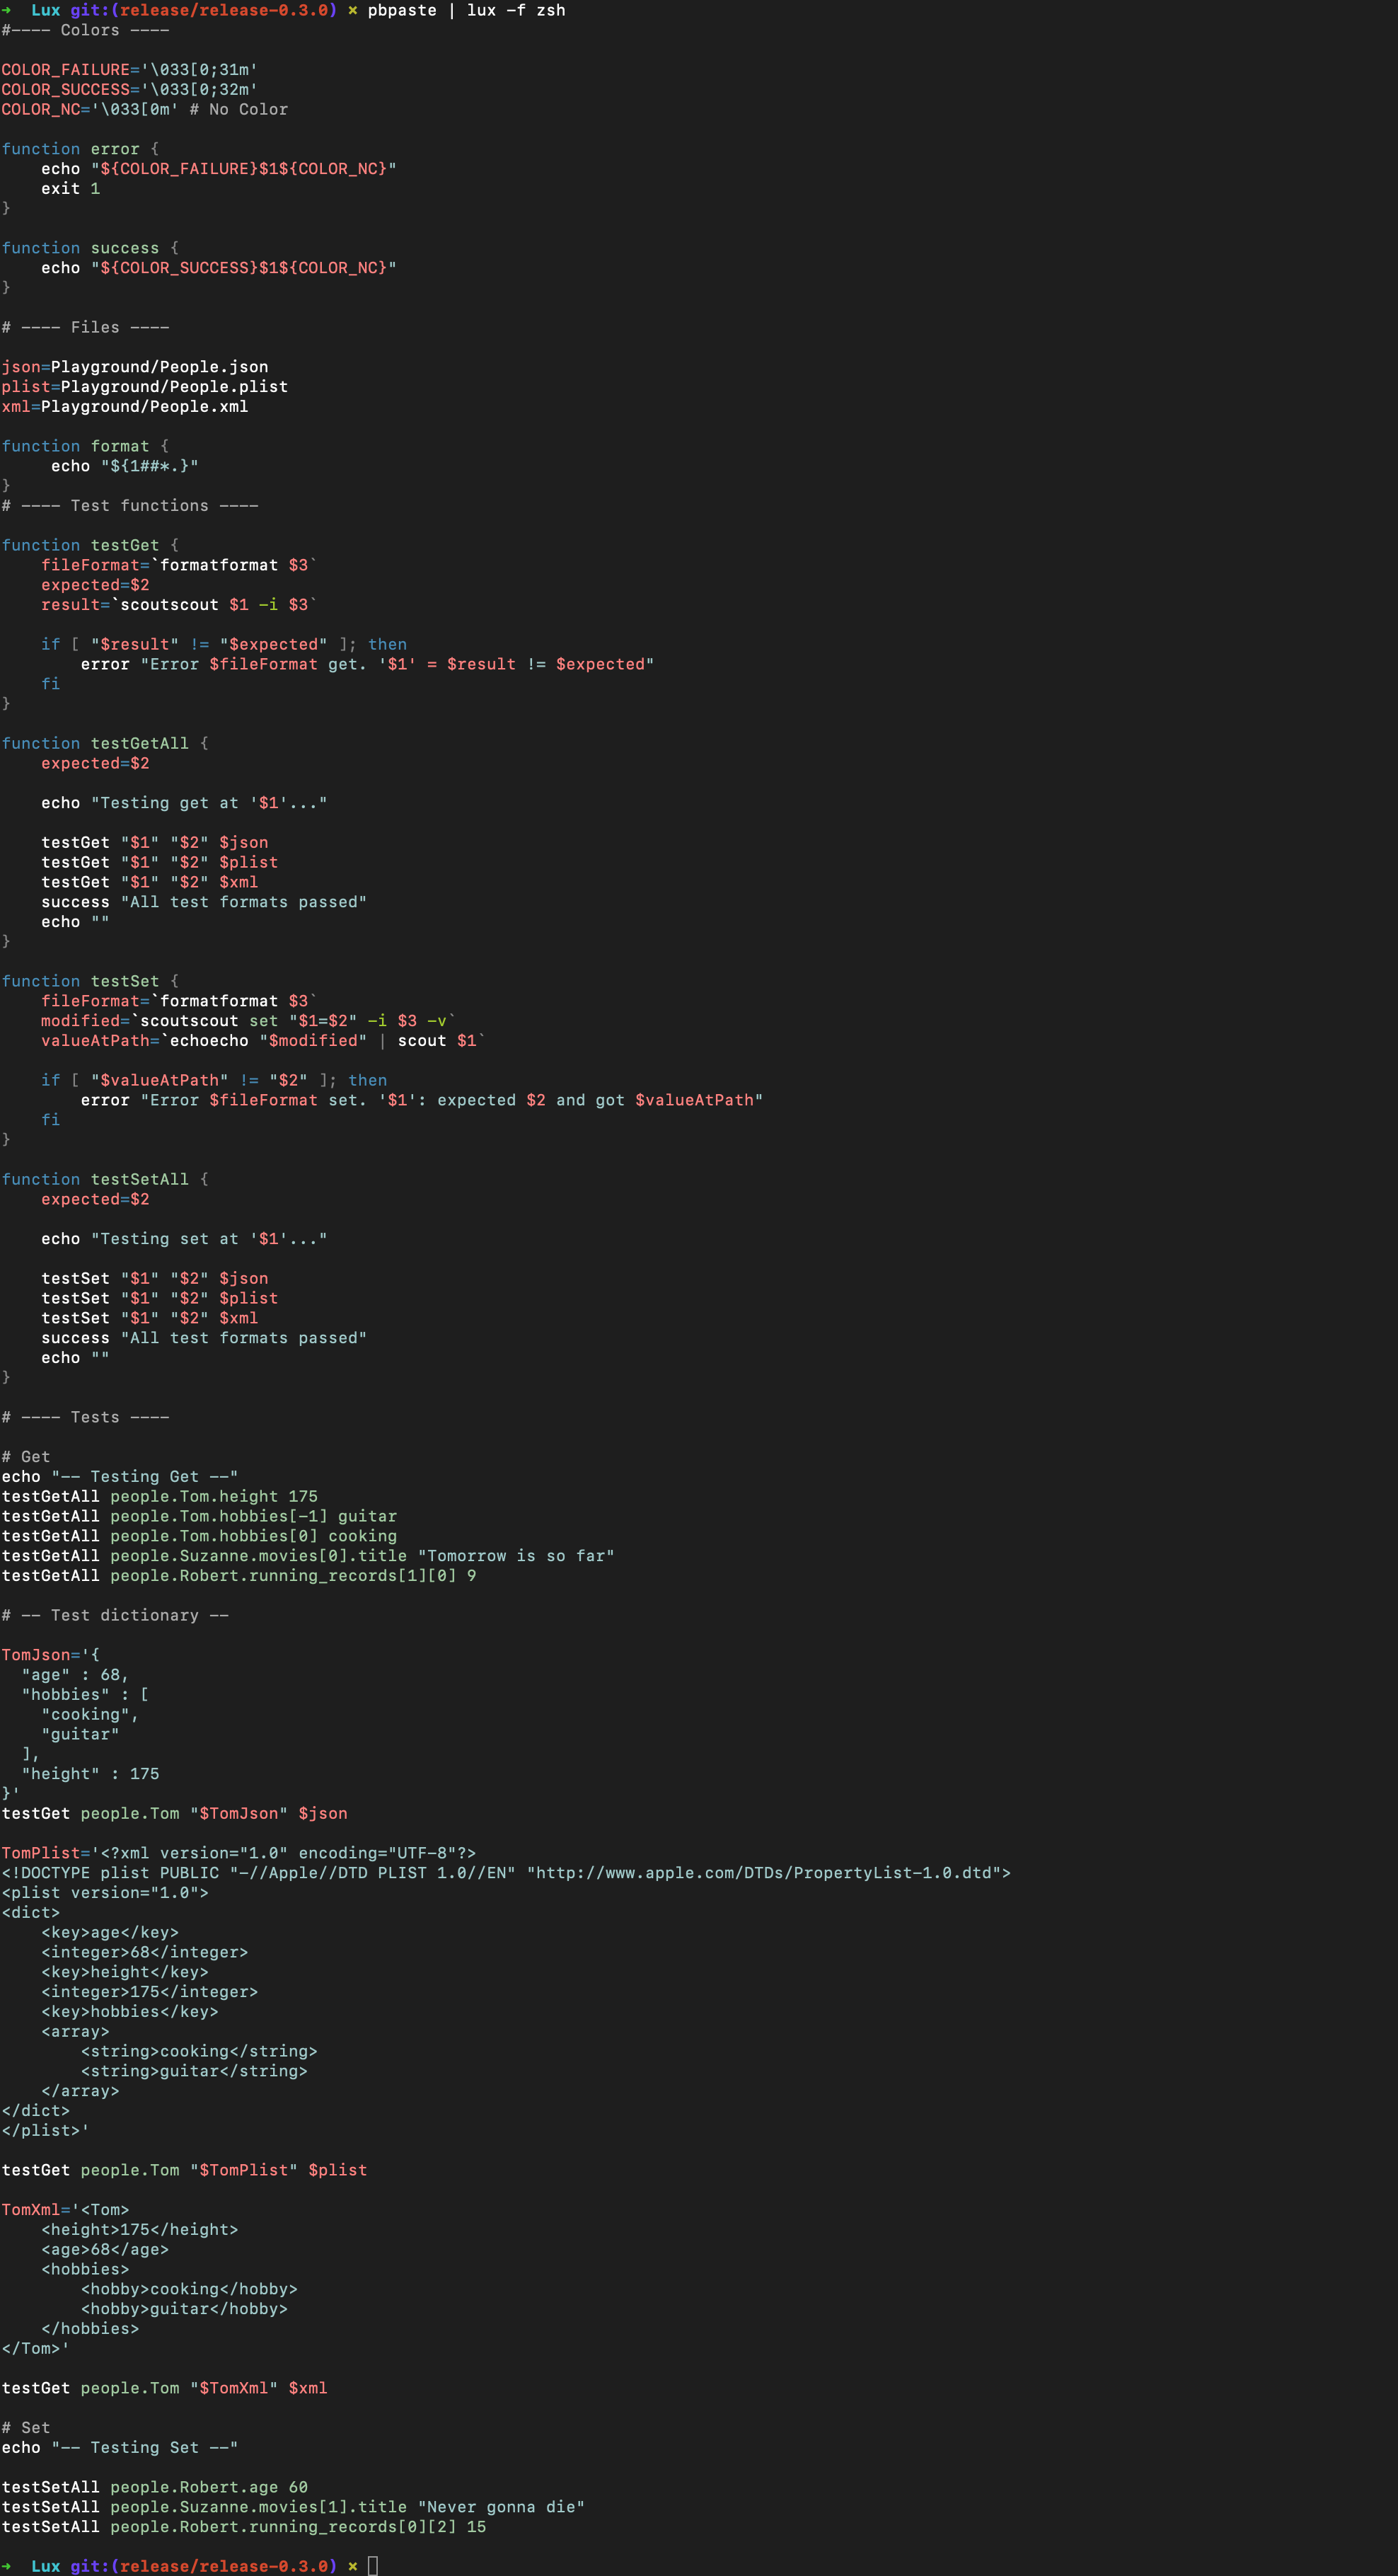 ➜  Lux git:(release/release-0.3.0) × pbpaste | lux -f zsh
#---- Colors ----

COLOR_FAILURE='\033[0;31m'
COLOR_SUCCESS='\033[0;32m'
COLOR_NC='\033[0m' # No Color

function error {
    echo "${COLOR_FAILURE}$1${COLOR_NC}"
    exit 1
}

function success {
    echo "${COLOR_SUCCESS}$1${COLOR_NC}"
}

# ---- Files ----

json=Playground/People.json
plist=Playground/People.plist
xml=Playground/People.xml

function format {
     echo "${1##*.}"
}
# ---- Test functions ----

function testGet {
    fileFormat=`formatformat $3`
    expected=$2
    result=`scoutscout $1 -i $3`

    if [ "$result" != "$expected" ]; then
        error "Error $fileFormat get. '$1' = $result != $expected"
    fi
}

function testGetAll {
    expected=$2

    echo "Testing get at '$1'..."

    testGet "$1" "$2" $json
    testGet "$1" "$2" $plist
    testGet "$1" "$2" $xml
    success "All test formats passed"
    echo ""
}

function testSet {
    fileFormat=`formatformat $3`
    modified=`scoutscout set "$1=$2" -i $3 -v`
    valueAtPath=`echoecho "$modified" | scout $1`

    if [ "$valueAtPath" != "$2" ]; then
        error "Error $fileFormat set. '$1': expected $2 and got $valueAtPath"
    fi
}

function testSetAll {
    expected=$2

    echo "Testing set at '$1'..."

    testSet "$1" "$2" $json
    testSet "$1" "$2" $plist
    testSet "$1" "$2" $xml
    success "All test formats passed"
    echo ""
}

# ---- Tests ----

# Get
echo "-- Testing Get --"
testGetAll people.Tom.height 175
testGetAll people.Tom.hobbies[-1] guitar
testGetAll people.Tom.hobbies[0] cooking
testGetAll people.Suzanne.movies[0].title "Tomorrow is so far"
testGetAll people.Robert.running_records[1][0] 9

# -- Test dictionary --

TomJson='{
  "age" : 68,
  "hobbies" : [
    "cooking",
    "guitar"
  ],
  "height" : 175
}'
testGet people.Tom "$TomJson" $json

TomPlist='<?xml version="1.0" encoding="UTF-8"?>
<!DOCTYPE plist PUBLIC "-//Apple//DTD PLIST 1.0//EN" "http://www.apple.com/DTDs/PropertyList-1.0.dtd">
<plist version="1.0">
<dict>
    <key>age</key>
    <integer>68</integer>
    <key>height</key>
    <integer>175</integer>
    <key>hobbies</key>
    <array>
        <string>cooking</string>
        <string>guitar</string>
    </array>
</dict>
</plist>'

testGet people.Tom "$TomPlist" $plist

TomXml='<Tom>
    <height>175</height>
    <age>68</age>
    <hobbies>
        <hobby>cooking</hobby>
        <hobby>guitar</hobby>
    </hobbies>
</Tom>'

testGet people.Tom "$TomXml" $xml

# Set
echo "-- Testing Set --"

testSetAll people.Robert.age 60
testSetAll people.Suzanne.movies[1].title "Never gonna die"
testSetAll people.Robert.running_records[0][2] 15

➜  Lux git:(release/release-0.3.0) ×